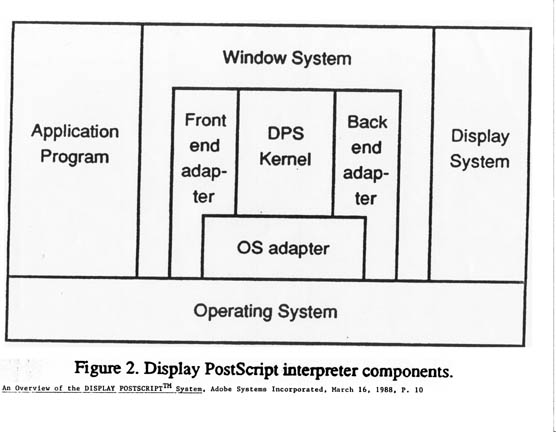 Window System
Application
Program
Front
end
adap-
ter
DPS
Kernel
Back
end
adap-
ter
Display
System
OS adapter
Operating System
Figure 2. Display PostScript interpreter components.
An Overview of the DISPLAY POSTSCRIPT™ System, Adobe Systems Incorporated, March 16, 1988, P. 10